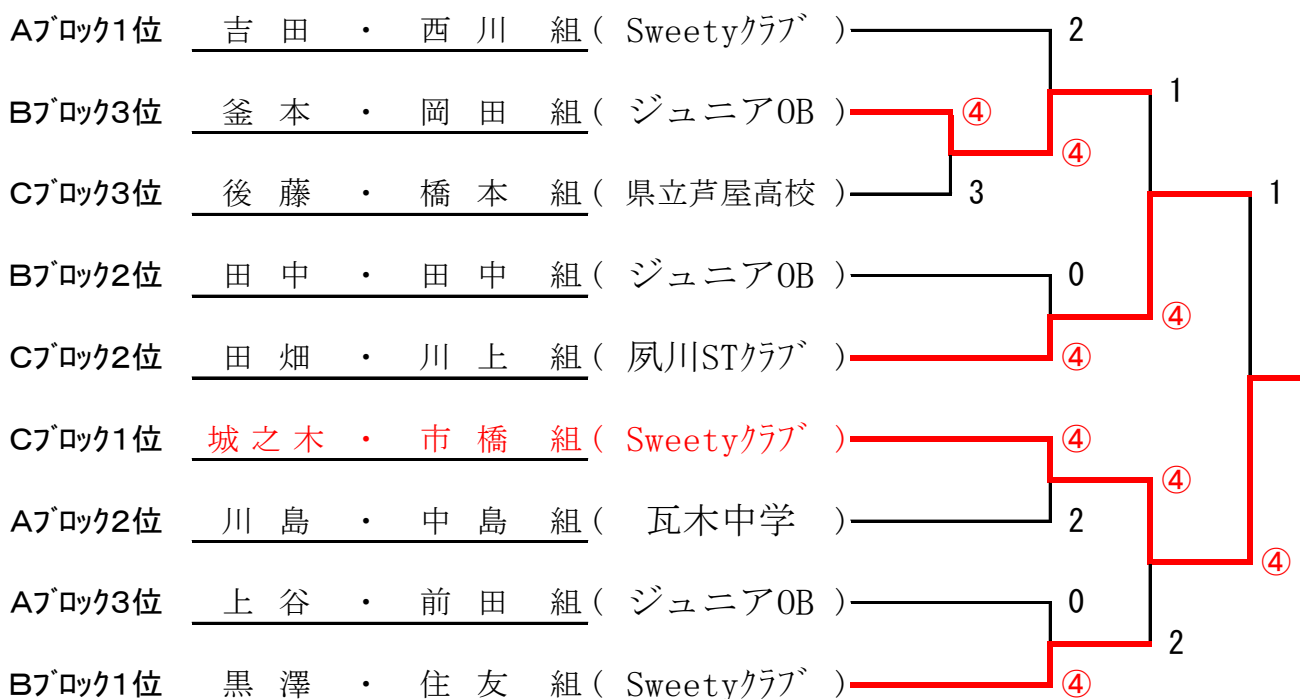 Aブロック1位 吉田・西川 組( Sweetyクラブ ) 2
1
Bブロック3位 釜本・岡田 組( ジュニアOB ) ④
④
Cブロック3位 後藤・橋本 組( 県立芦屋高校 ) 3
1
Bブロック2位 田中・田中 組( ジュニアOB ) 0
④
Cブロック2位 田畑・川上 組( 夙川STクラブ ) ④
Cブロック1位 城之木・市橋 組( Sweetyクラブ ) ④
④
Aブロック2位 川島・中島 組( 瓦木中学 ) 2
④
Aブロック3位 上谷・前田 組( ジュニアOB ) 0
2
Bブロック1位 黒澤・住友 組( Sweetyクラブ ) ④